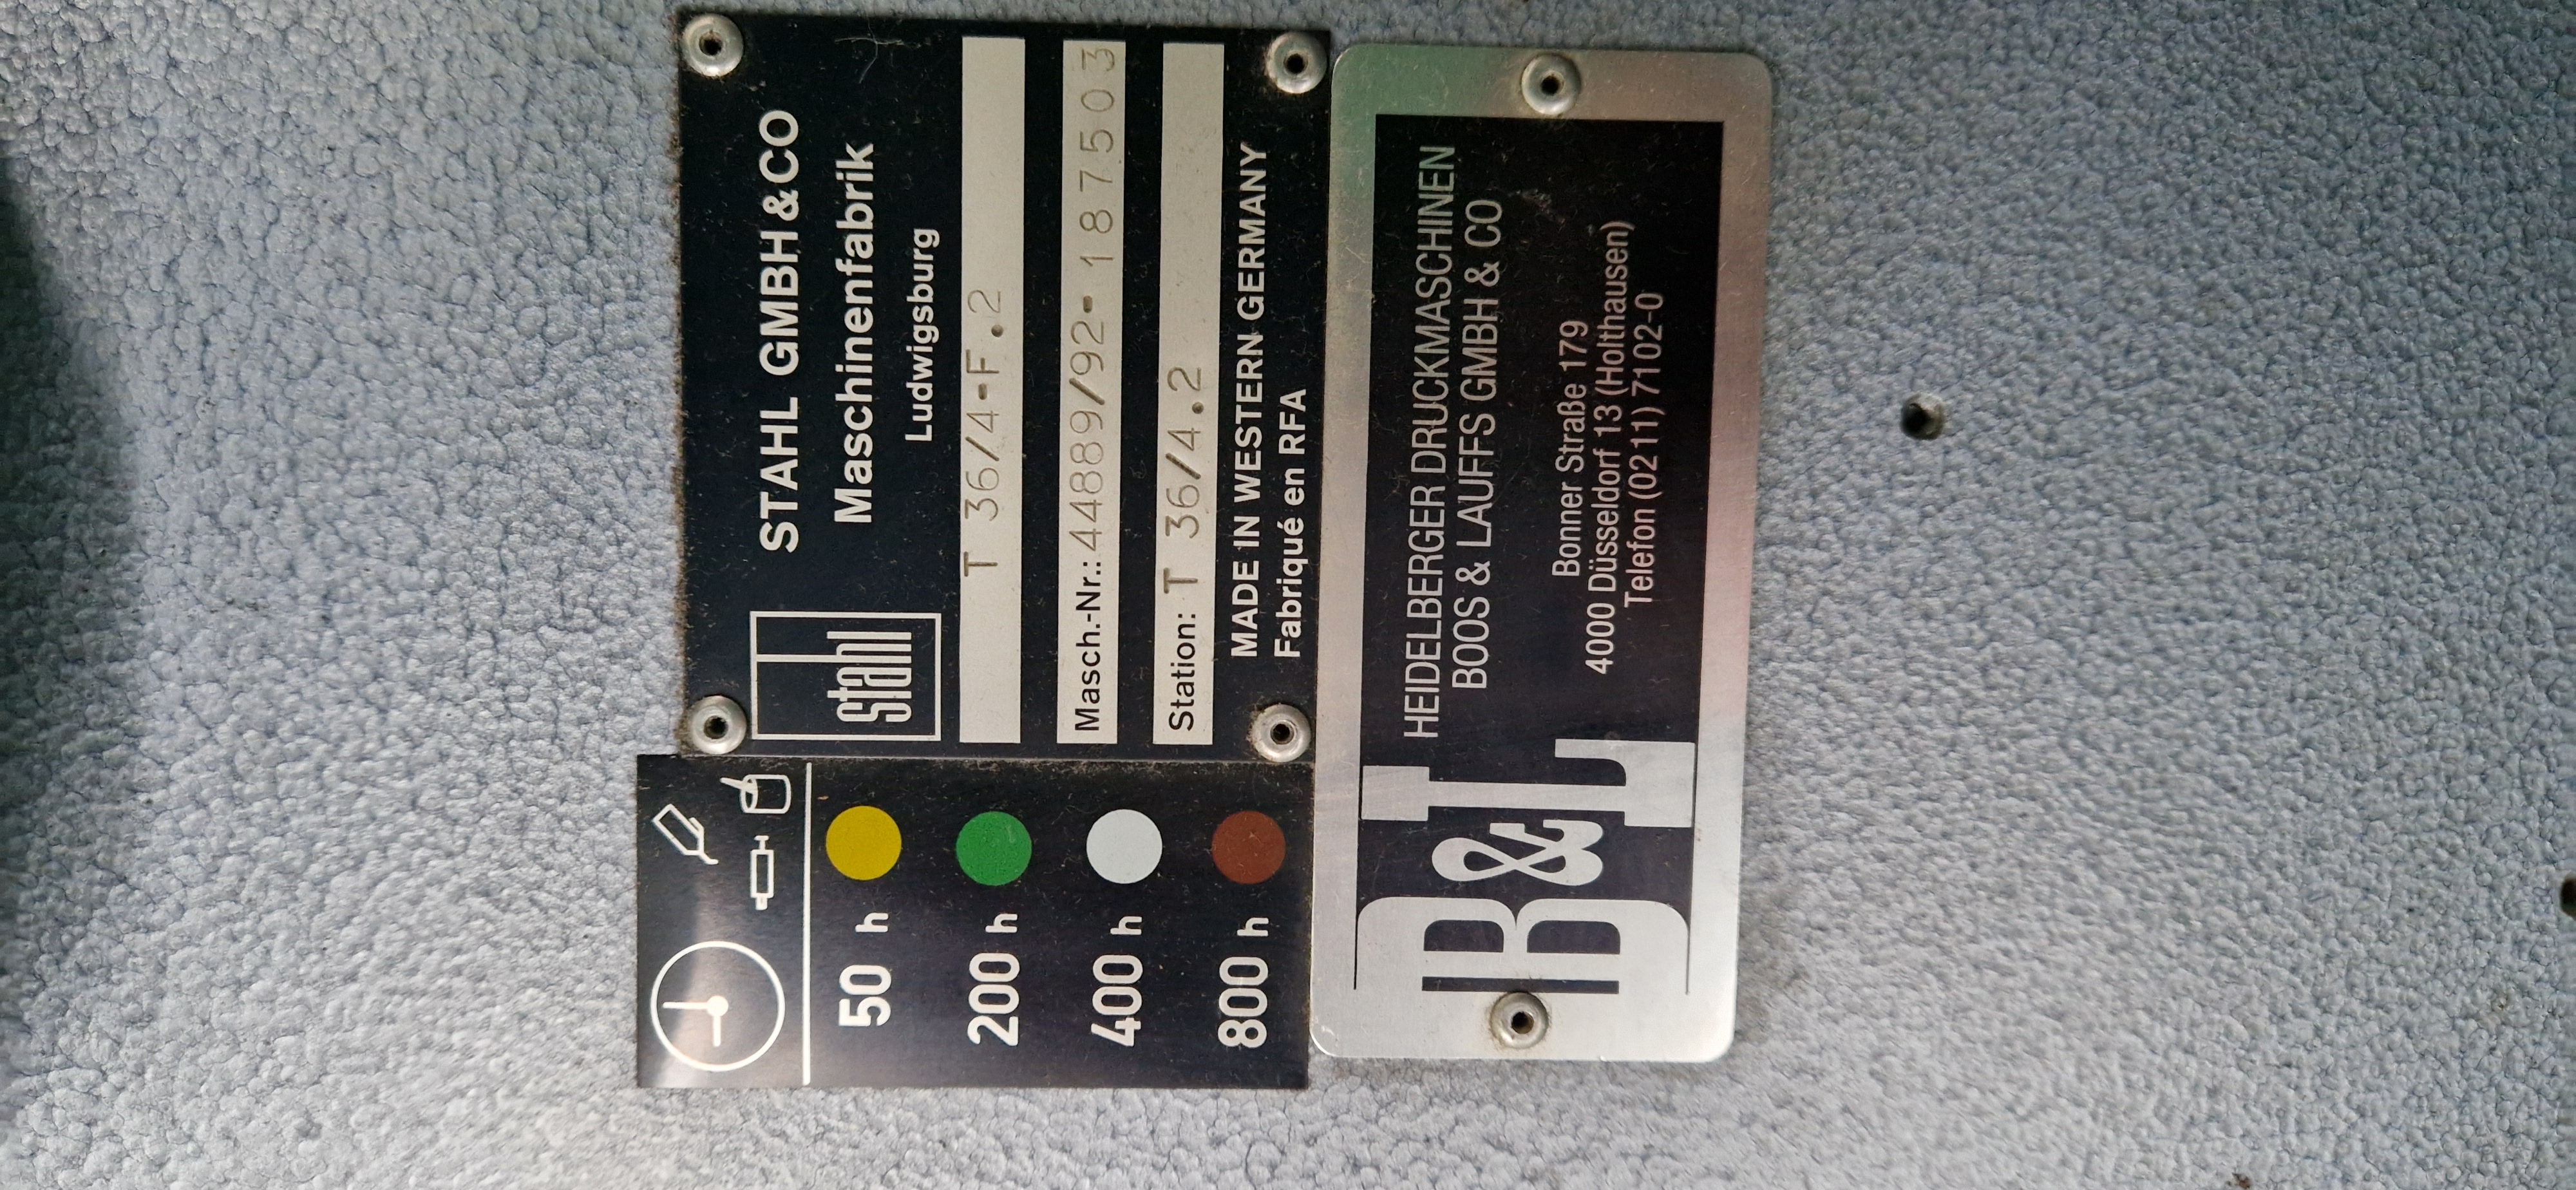 stahl
STAHL GMBH & CO
Maschinenfabrik
Ludwigsburg
T 36/4-F.2
Masch.-Nr.: 44889/92-187503
Station: T 36/4.2
MADE IN WESTERN GERMANY
Fabriqué en RFA
50 h
200 h
400 h
800 h
B&L
HEIDELBERGER DRUCKMASCHINEN
BOOS & LAUFFS GMBH & CO
Bonner Straße 179
4000 Düsseldorf 13 (Holthausen)
Telefon (02 11) 71 02-0